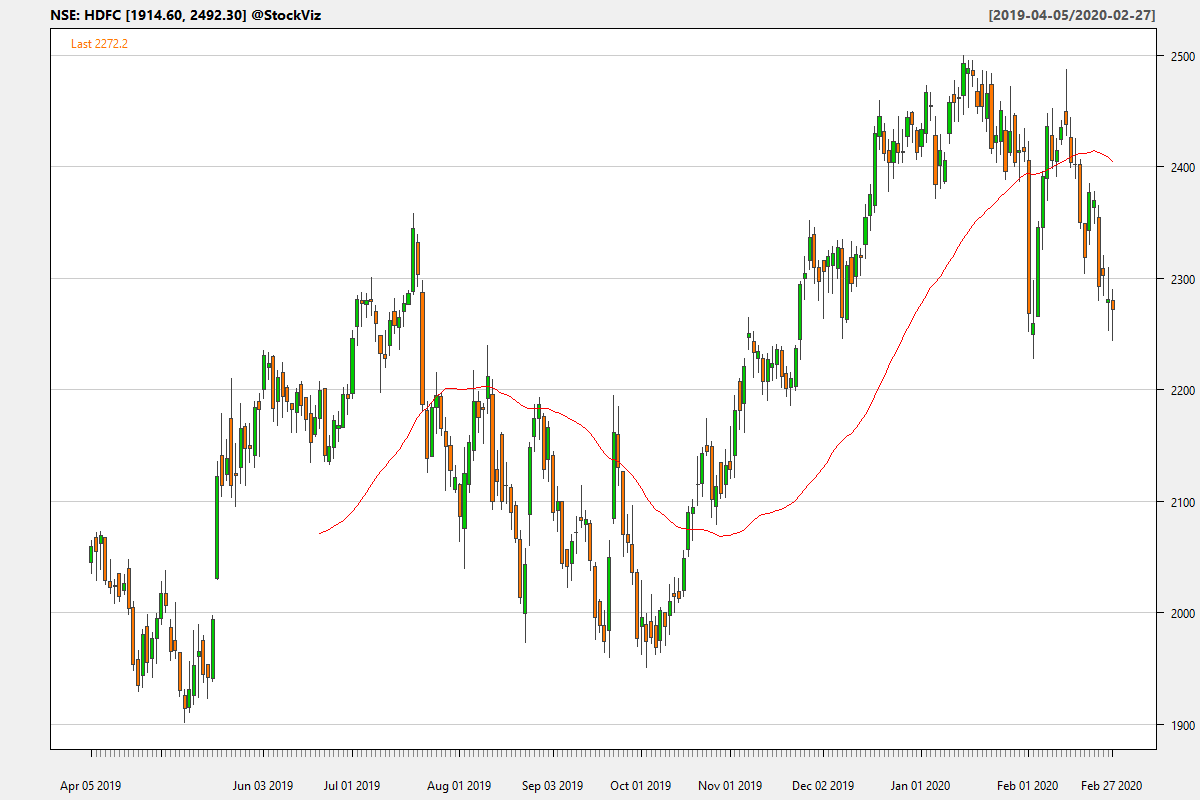 NSE: HDFC [1914.60, 2492.30] @StockViz
[2019-04-05/2020-02-27]
Last 2272.2
2500
2400
2300
2200
2100
2000
1900
Apr 05 2019
Jun 03 2019
Jul 01 2019
Aug 01 2019
Sep 03 2019
Oct 01 2019
Nov 01 2019
Dec 02 2019
Jan 01 2020
Feb 01 2020
Feb 27 2020